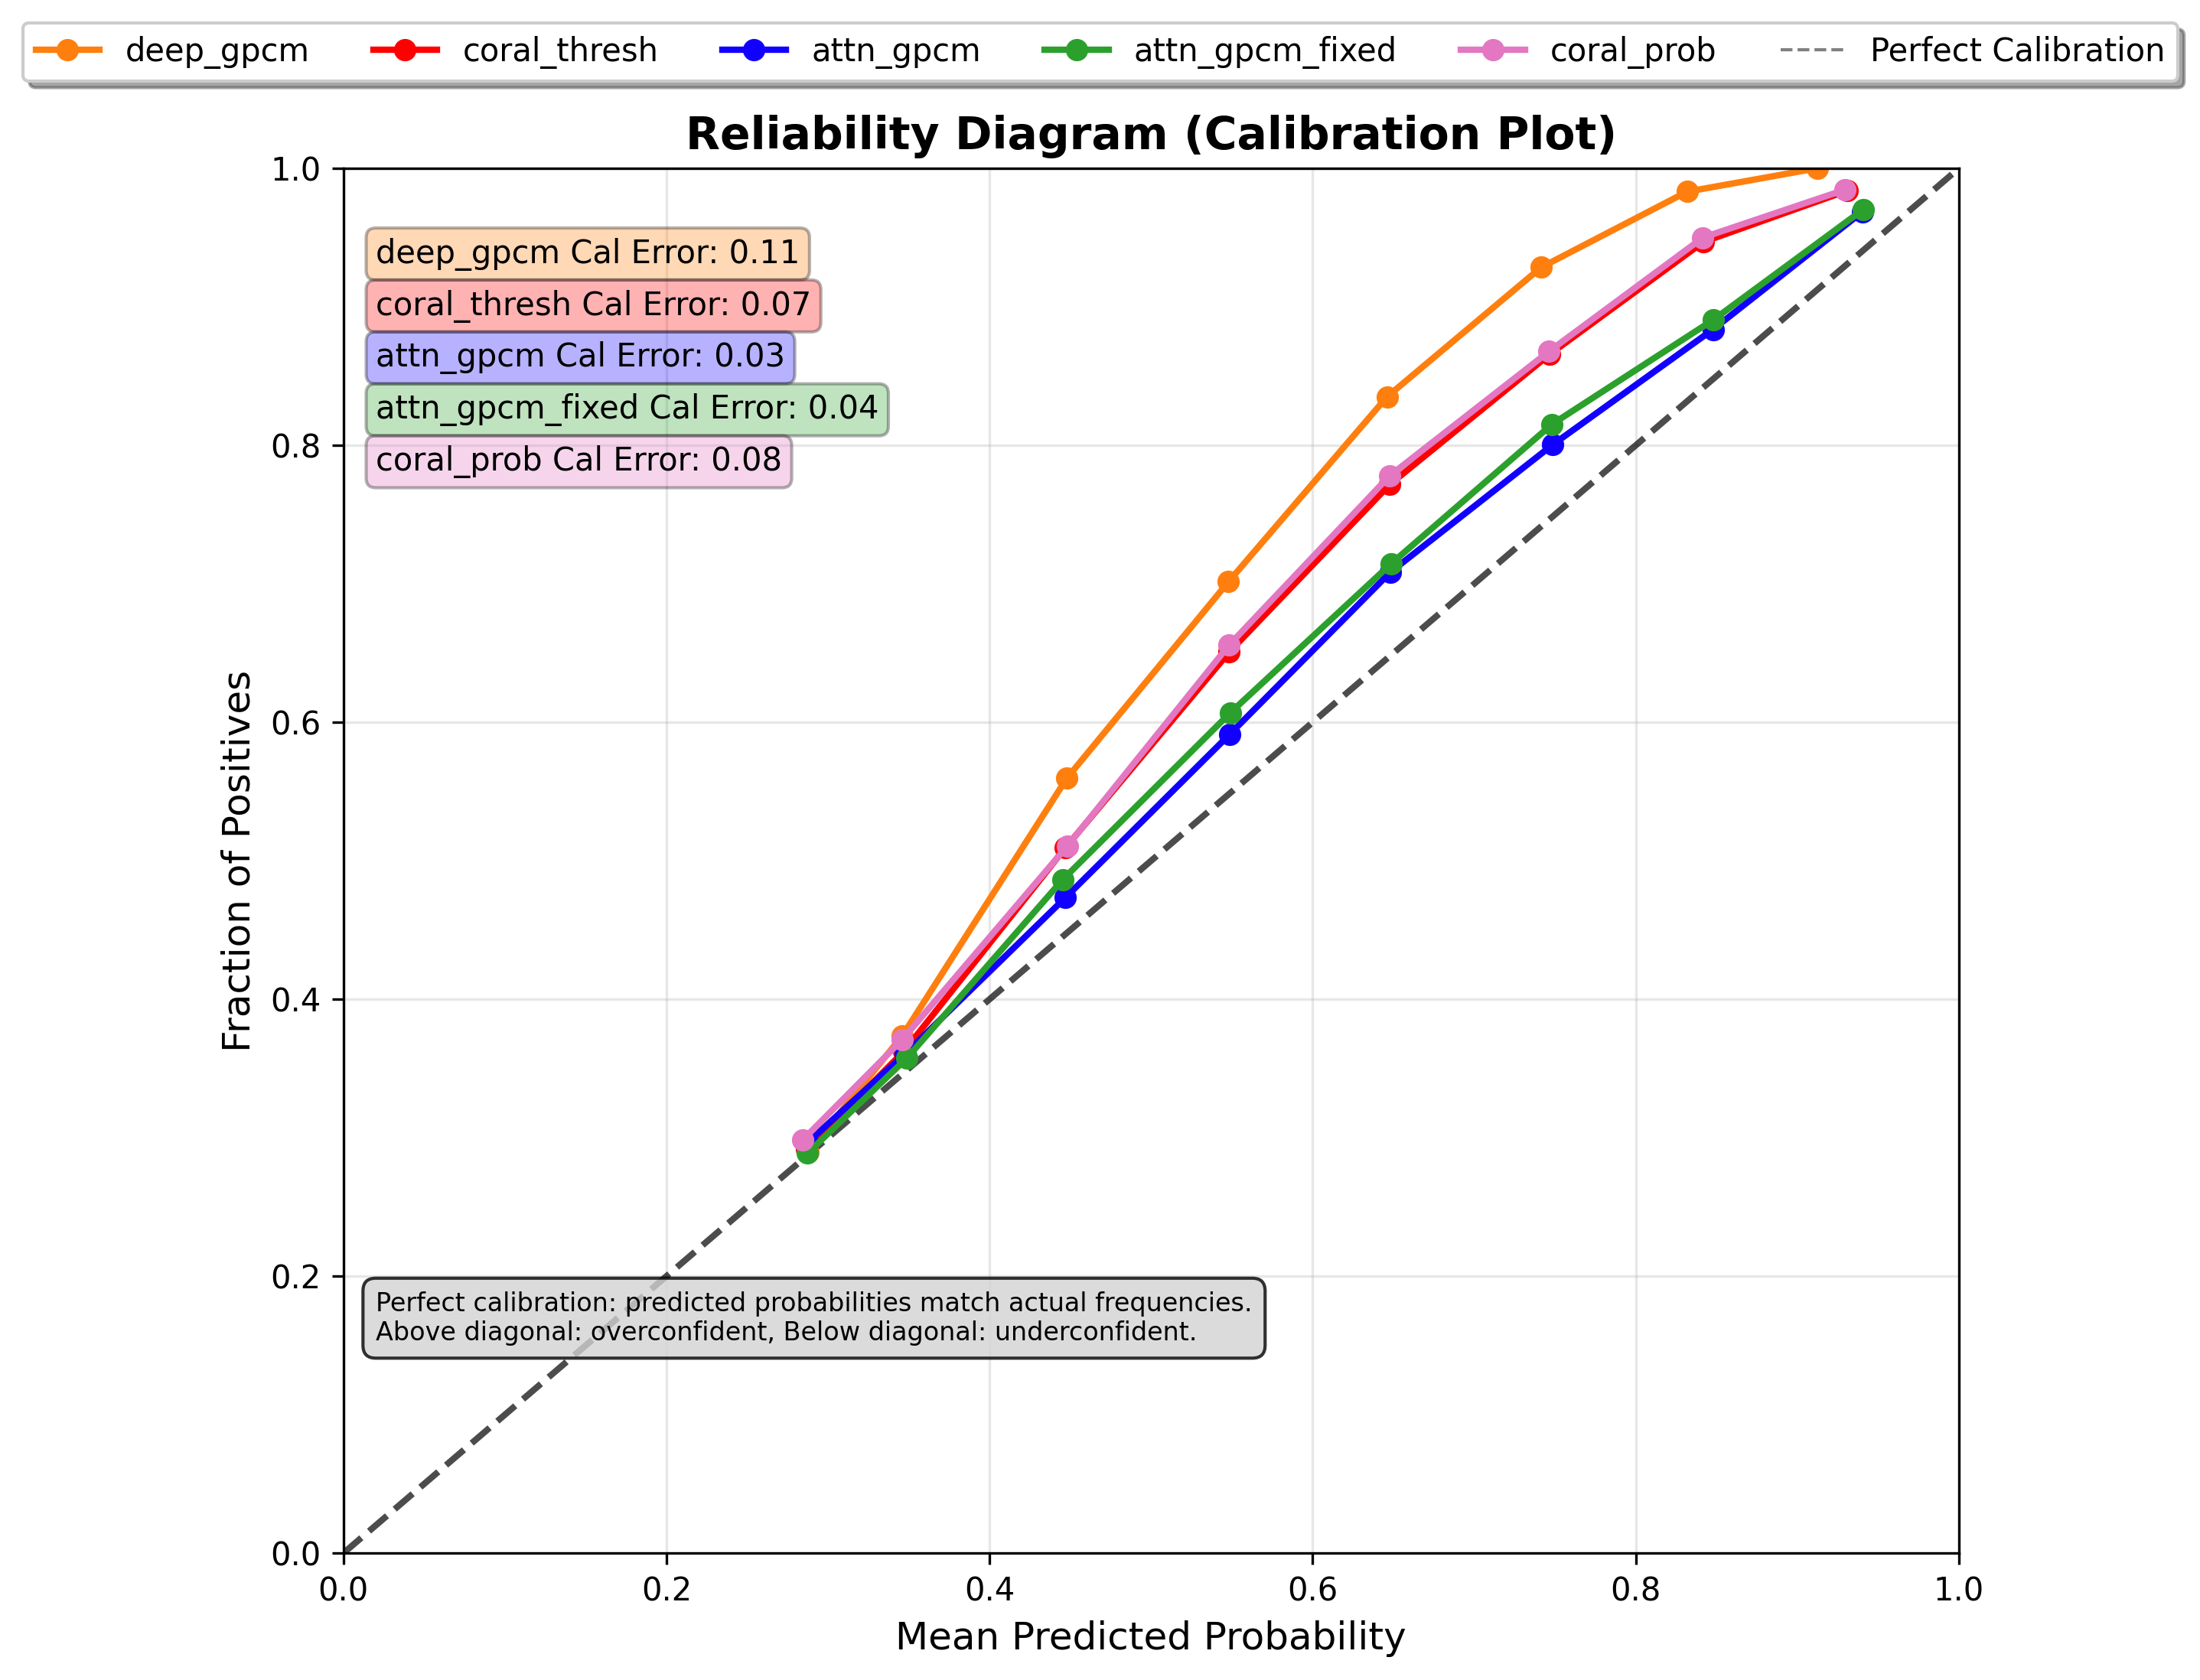 deep_gpcm coral_thresh attn_gpcm attn_gpcm_fixed coral_prob Perfect Calibration
Reliability Diagram (Calibration Plot)
1.0
deep_gpcm Cal Error: 0.11
coral_thresh Cal Error: 0.07
attn_gpcm Cal Error: 0.03
attn_gpcm_fixed Cal Error: 0.04
coral_prob Cal Error: 0.08
0.8
0.6
0.4
0.2
0.0
Fraction of Positives
Perfect calibration: predicted probabilities match actual frequencies.
Above diagonal: overconfident, Below diagonal: underconfident.
0.0 0.2 0.4 0.6 0.8 1.0
Mean Predicted Probability